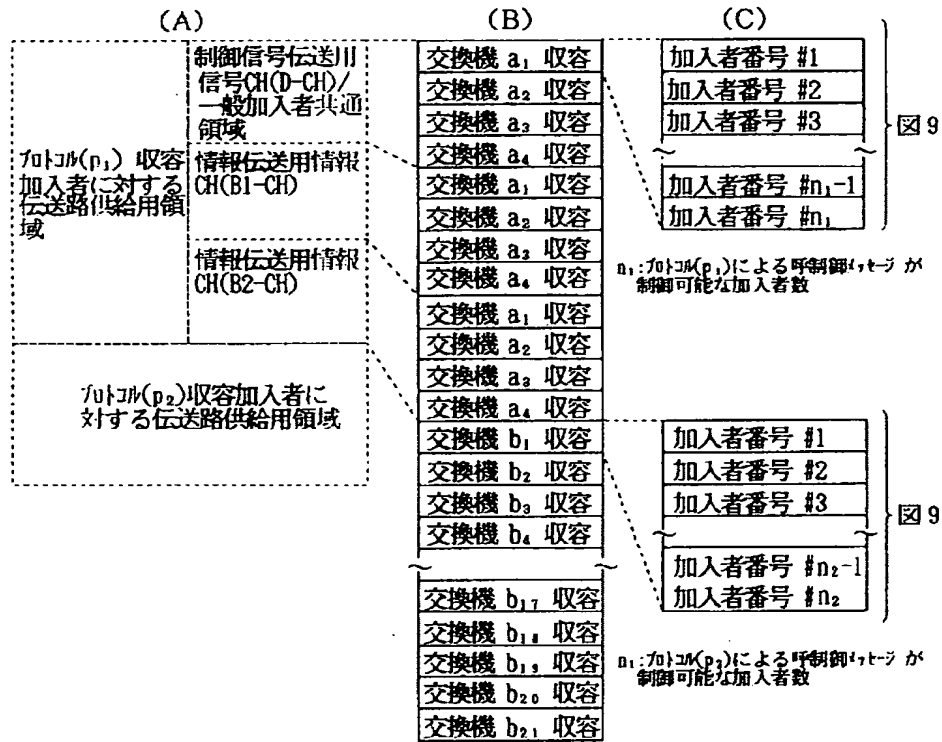 (A)
(B)
(C)
プロトコル(p₁) 収容
加入者に対する
伝送路供給用領
域
制御信号伝送用
信号CH(D-CH)/
一般加入者共通
領域
情報伝送用情報
CH(B1-CH)
情報伝送用情報
CH(B2-CH)
プロトコル(p₂)収容加入者に
対する伝送路供給用領域
交換機 a₁ 収容
交換機 a₂ 収容
交換機 a₃ 収容
交換機 a₄ 収容
交換機 a₁ 収容
交換機 a₂ 収容
交換機 a₃ 収容
交換機 a₄ 収容
交換機 a₁ 収容
交換機 a₂ 収容
交換機 a₃ 収容
交換機 a₄ 収容
交換機 b₁ 収容
交換機 b₂ 収容
交換機 b₃ 収容
交換機 b₄ 収容
交換機 b₁₇ 収容
交換機 b₁₈ 収容
交換機 b₁₉ 収容
交換機 b₂₀ 収容
交換機 b₂₁ 収容
加入者番号 #1
加入者番号 #2
加入者番号 #3
加入者番号 #n₁-1
加入者番号 #n₁
図9
n₁:プロトコル(p₁)による呼制御メッセージ が
制御可能な加入者数
加入者番号 #1
加入者番号 #2
加入者番号 #3
加入者番号 #n₂-1
加入者番号 #n₂
図9
n₁:プロトコル(p₂)による呼制御メッセージ が
制御可能な加入者数